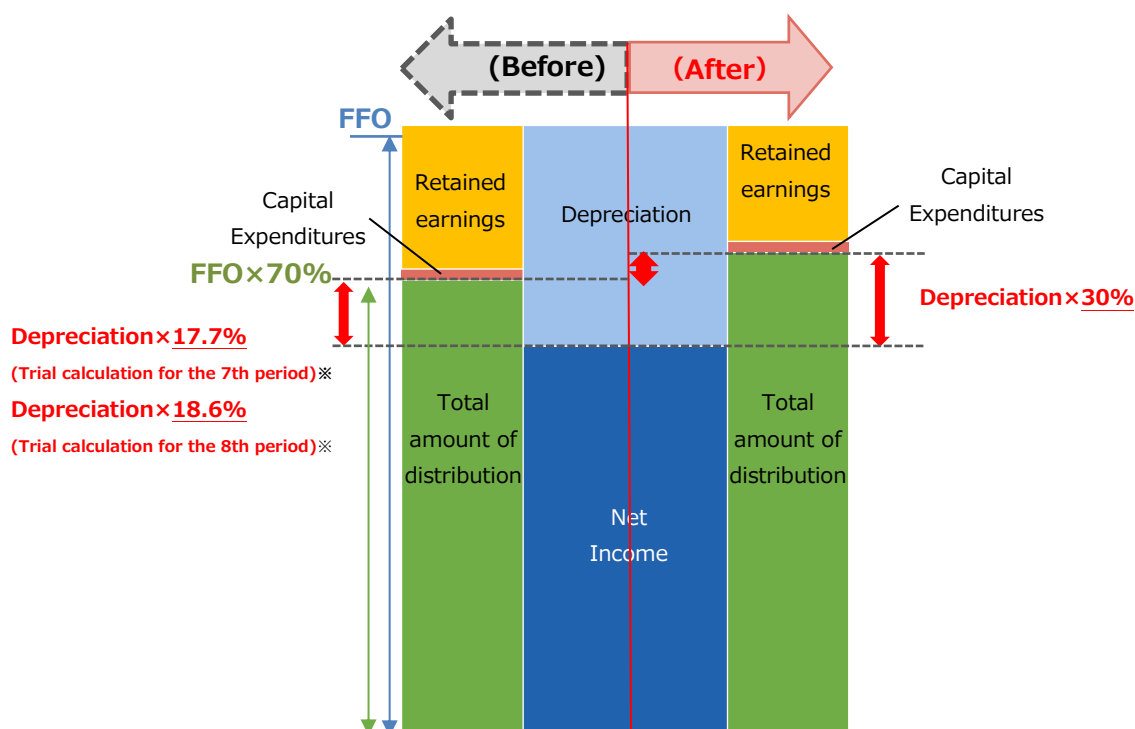 (Before)
(After)
FFO
Retained
earnings
Depreciation
Retained
earnings
Capital
Expenditures
Capital
Expenditures
FFO×70%
Depreciation×30%
Depreciation×17.7%
(Trial calculation for the 7th period)※
Depreciation×18.6%
(Trial calculation for the 8th period)※
Total
amount of
distribution
Total
amount of
distribution
Net
Income